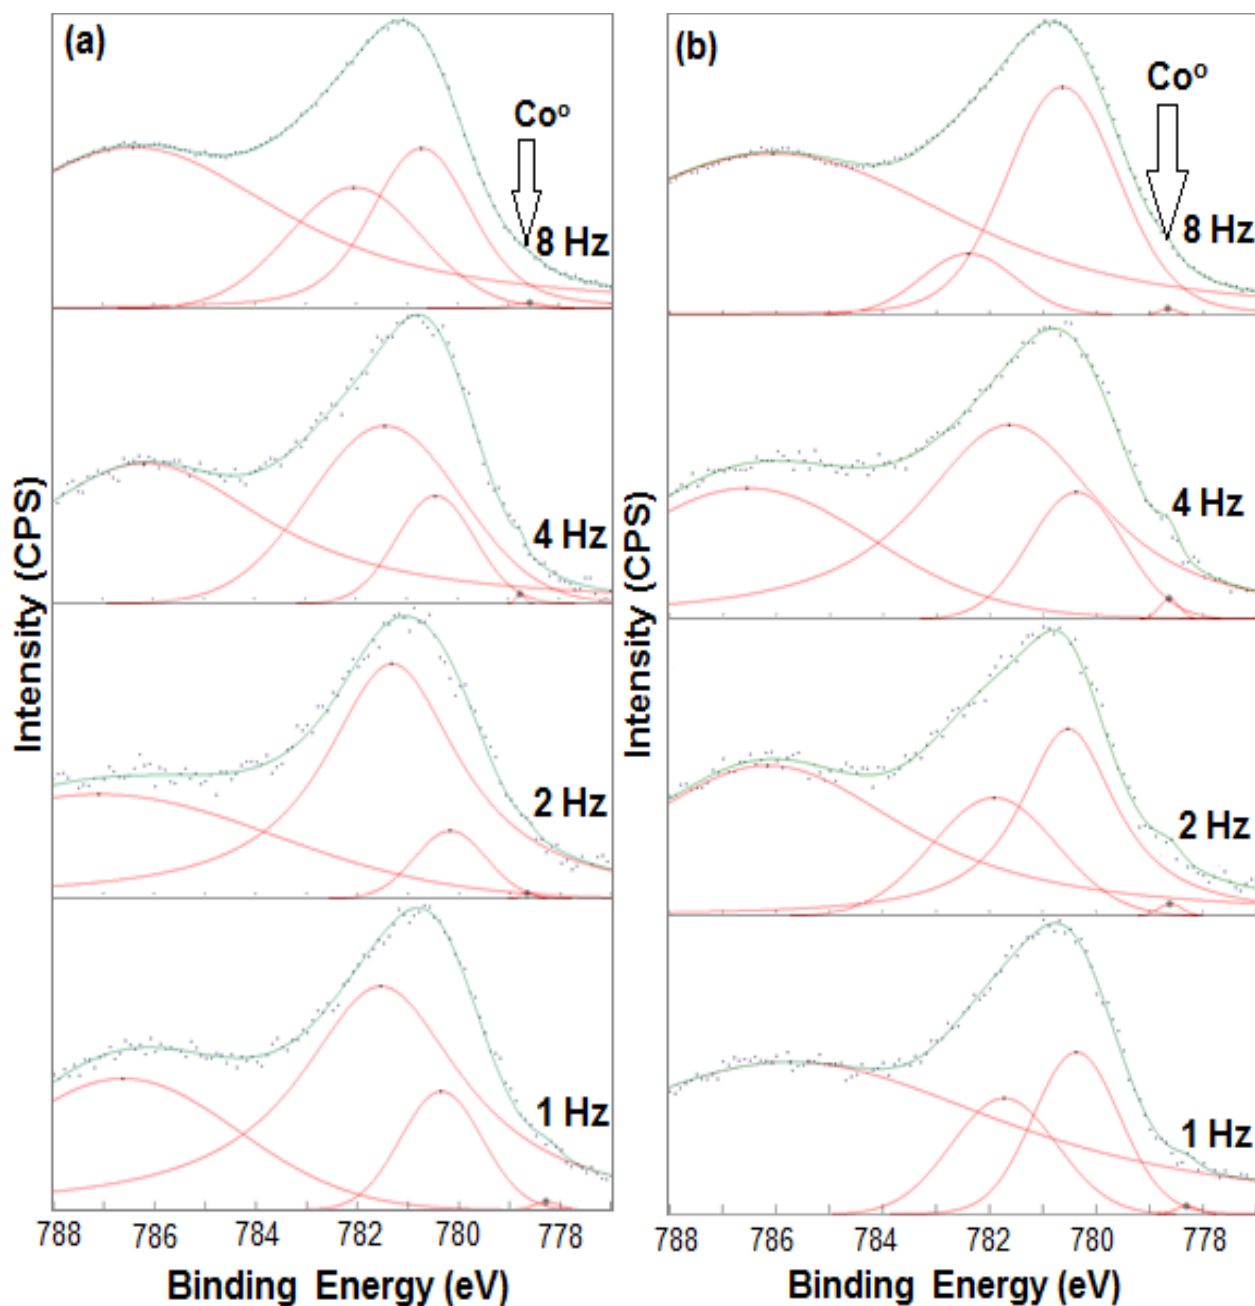 (a)
Coº
8 Hz
4 Hz
2 Hz
1 Hz
Intensity (CPS)
788 786 784 782 780 778
Binding Energy (eV)
(b)
Coº
8 Hz
4 Hz
2 Hz
1 Hz
Intensity (CPS)
788 786 784 782 780 778
Binding Energy (eV)